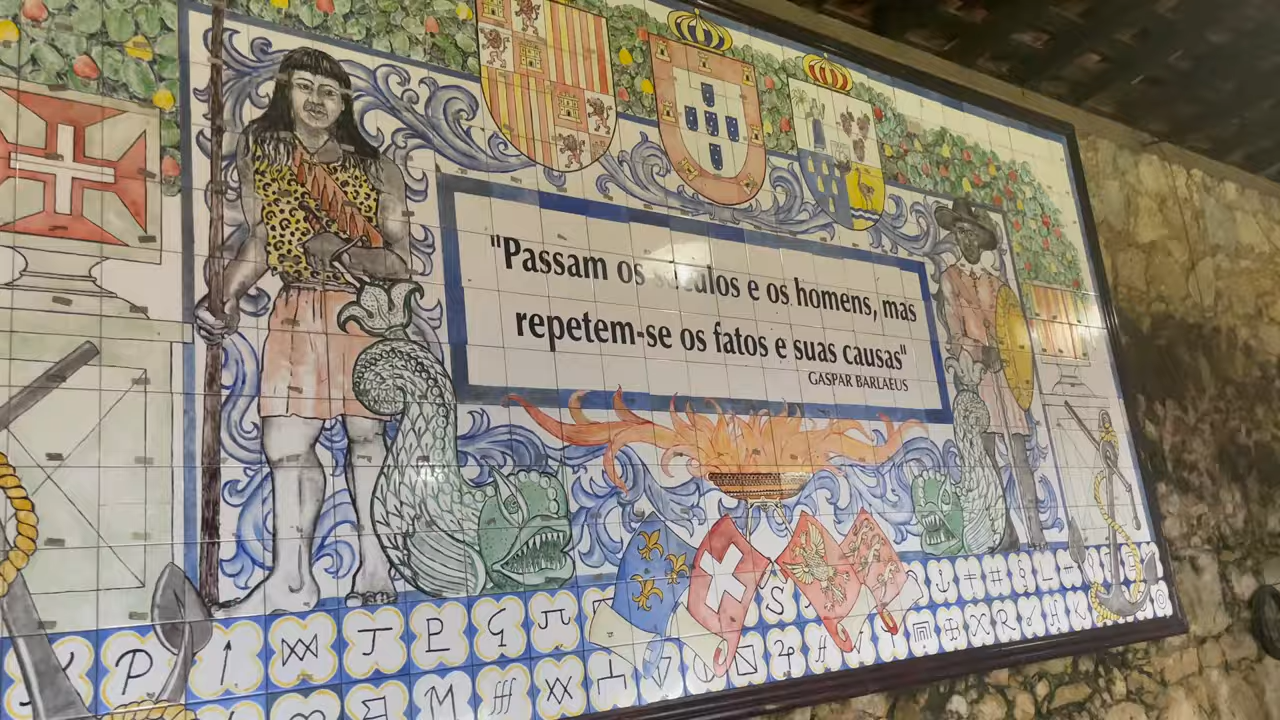 "Passam os séculos e os homens, mas
repetem-se os fatos e suas causas"
GASPAR BARLAEUS